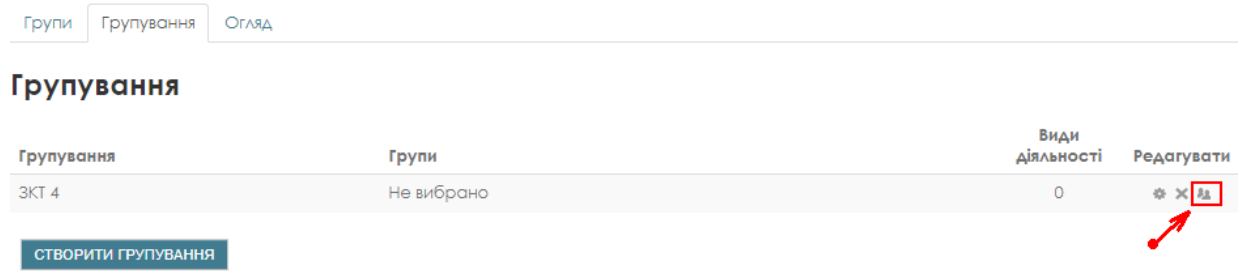 Групи Групування Огляд
Групування
Групування Групи Види діяльності Редагувати
ЗКТ 4 Не вибрано 0
СТВОРИТИ ГРУПУВАННЯ